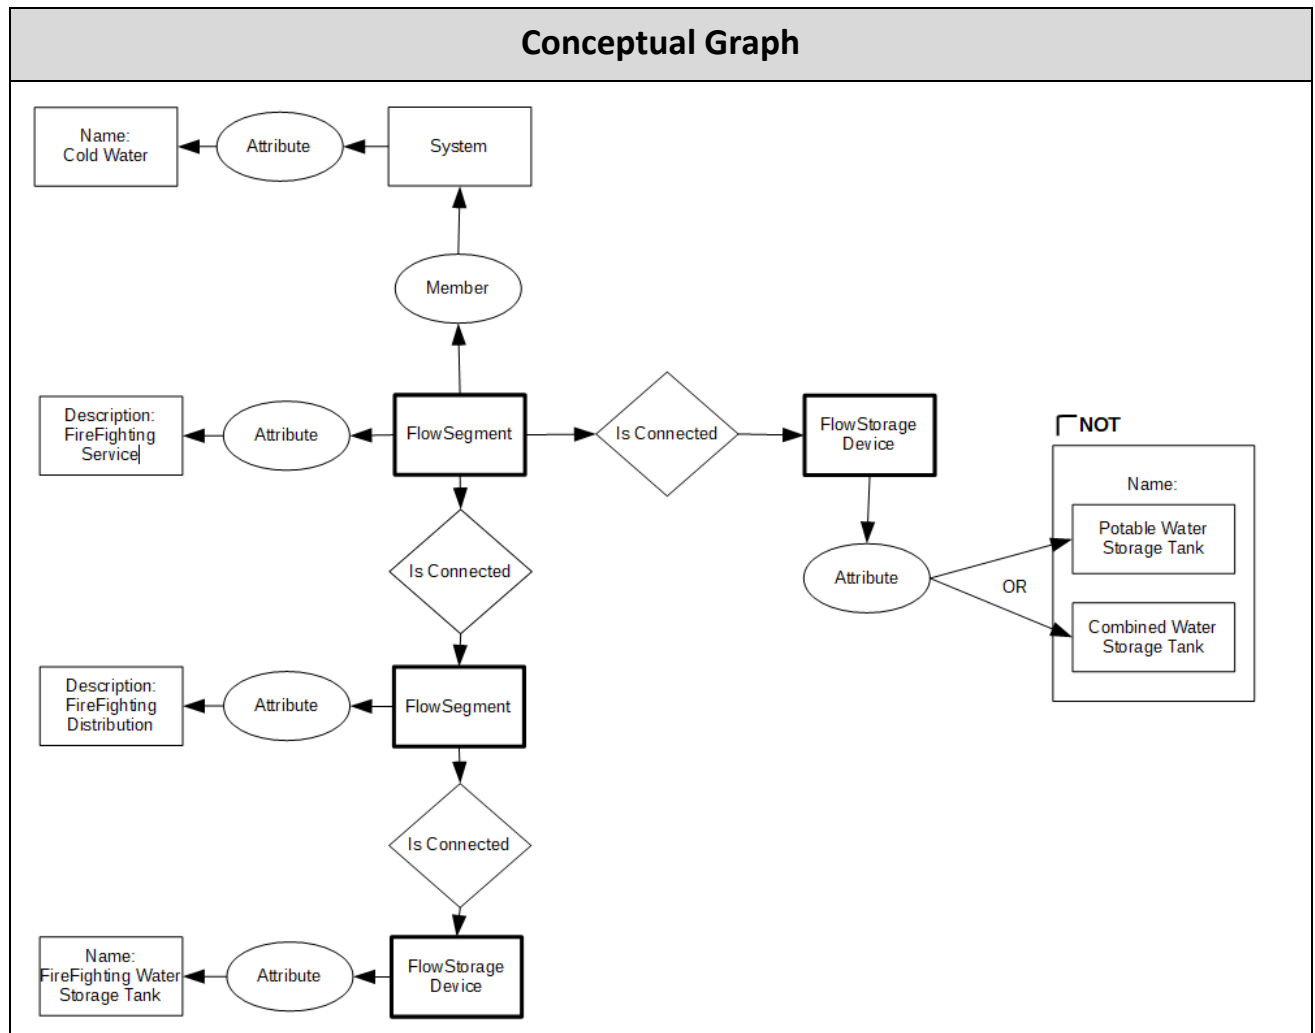 Conceptual Graph
Name:
Cold Water
Attribute
System
Member
Description:
FireFighting
Service
Attribute
FlowSegment
Is Connected
FlowStorage
Device
NOT
Name:
Potable Water
Storage Tank
Attribute
OR
Combined Water
Storage Tank
Is Connected
Description:
FireFighting
Distribution
Attribute
FlowSegment
Is Connected
Name:
FireFighting Water
Storage Tank
Attribute
FlowStorage
Device